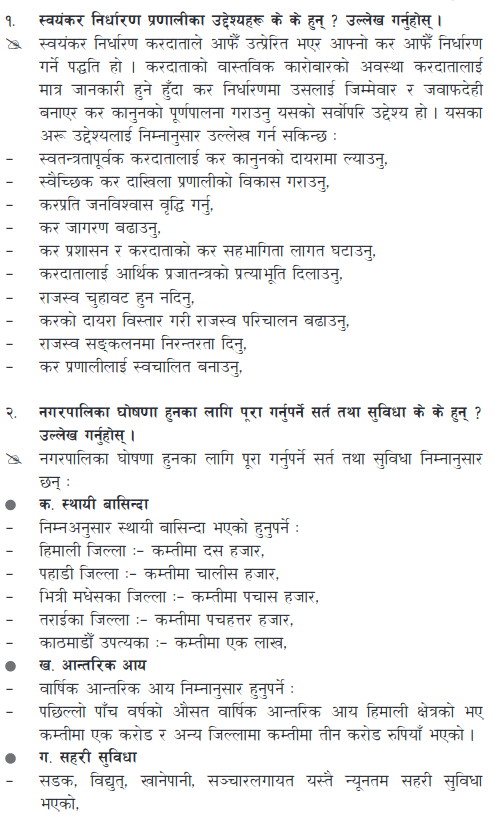 १. स्वयंकर निर्धारण प्रणालीका उद्देश्यहरू के के हुन् ? उल्लेख गर्नुहोस् ।
स्वयंकर निर्धारण करदाताले आफैँ उत्प्रेरित भएर आफ्नो कर आफैँ निर्धारण
गर्ने पद्धति हो । करदाताको वास्तविक कारोबारको अवस्था करदातालाई
मात्र जानकारी हुने हुँदा कर निर्धारणमा उसलाई जिम्मेवार र जवाफदेही
बनाएर कर कानुनको पूर्णपालना गराउनु यसको सर्वोपरि उद्देश्य हो । यसका
अरू उद्देश्यलाई निम्नानुसार उल्लेख गर्न सकिन्छ :
– स्वतन्त्रतापूर्वक करदातालाई कर कानुनको दायरामा ल्याउनु,
– स्वैच्छिक कर दाखिला प्रणालीको विकास गराउनु,
– करप्रति जनविश्वास वृद्धि गर्नु,
– कर जागरण बढाउनु,
– कर प्रशासन र करदाताको कर सहभागिता लागत घटाउनु,
– करदातालाई आर्थिक प्रजातन्त्रको प्रत्याभूति दिलाउनु,
– राजस्व चुहावट हुन नदिनु,
– करको दायरा विस्तार गरी राजस्व परिचालन बढाउनु,
– राजस्व सङ्कलनमा निरन्तरता दिनु,
– कर प्रणालीलाई स्वचालित बनाउनु,
२. नगरपालिका घोषणा हुनका लागि पूरा गर्नुपर्ने सर्त तथा सुविधा के के हुन् ?
उल्लेख गर्नुहोस् ।
नगरपालिका घोषणा हुनका लागि पूरा गर्नुपर्ने सर्त तथा सुविधा निम्नानुसार
छन् :
● क. स्थायी बासिन्दा
– निम्नअनुसार स्थायी बासिन्दा भएको हुनुपर्ने :
– हिमाली जिल्ला :– कम्तीमा दस हजार,
– पहाडी जिल्ला :– कम्तीमा चालीस हजार,
– भित्री मधेसका जिल्ला :– कम्तीमा पचास हजार,
– तराईका जिल्ला :– कम्तीमा पचहत्तर हजार,
– काठमाडौँ उपत्यका :– कम्तीमा एक लाख,
● ख. आन्तरिक आय
– वार्षिक आन्तरिक आय निम्नानुसार हुनुपर्ने :
– पछिल्लो पाँच वर्षको औसत वार्षिक आन्तरिक आय हिमाली क्षेत्रको भए
कम्तीमा एक करोड र अन्य जिल्लामा कम्तीमा तीन करोड रुपियाँ भएको ।
● ग. सहरी सुविधा
– सडक, विद्युत्, खानेपानी, सञ्चारलगायत यस्तै न्यूनतम सहरी सुविधा
भएको,